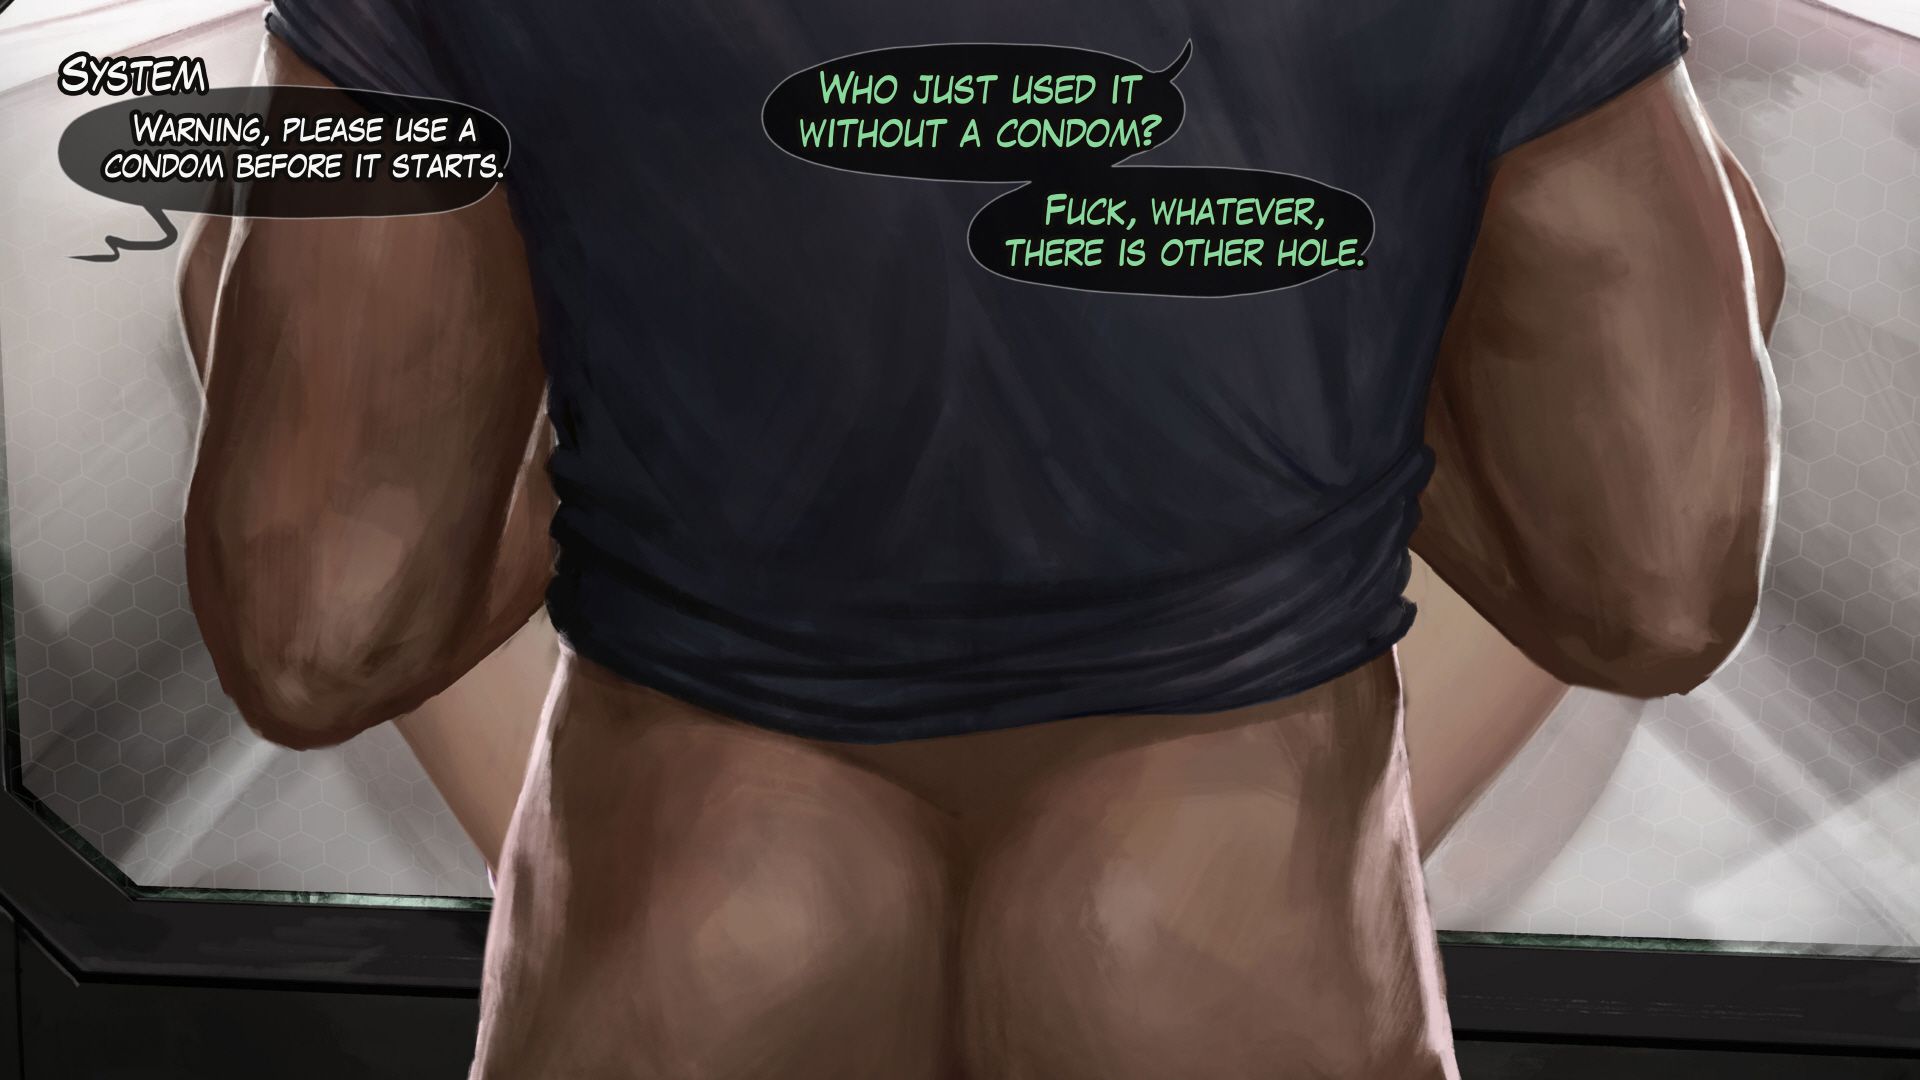 System
Warning, please use a
condom before it starts.
Who just used it
without a condom?
Fuck, whatever,
there is other hole.